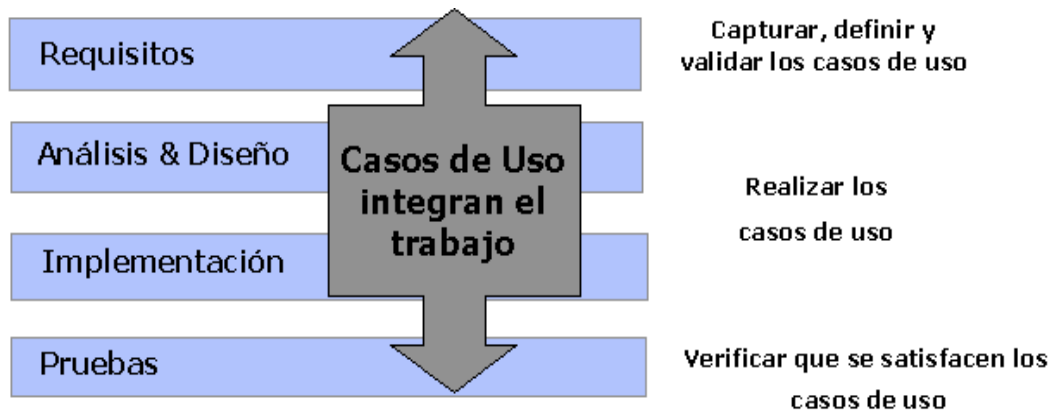 Requisitos
Capturar, definir y
validar los casos de uso
Análisis & Diseño
Casos de Uso
integran el
trabajo
Realizar los
casos de uso
Implementación
Pruebas
Verificar que se satisfacen los
casos de uso